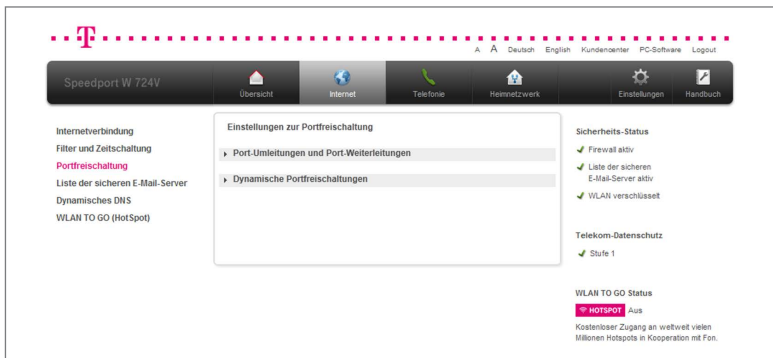 T
A A Deutsch English Kundencenter PC-Software Logout
Speedport W 724V
Übersicht
Internet
Telefonie
Heimnetzwerk
Einstellungen
Handbuch
Internetverbindung
Filter und Zeitschaltung
Portfreischaltung
Liste der sicheren E-Mail-Server
Dynamisches DNS
WLAN TO GO (HotSpot)
Einstellungen zur Portfreischaltung
Port-Umleitungen und Port-Weiterleitungen
Dynamische Portfreischaltungen
Sicherheits-Status
Firewall aktiv
Liste der sicheren
E-Mail-Server aktiv
WLAN verschlüsselt
Telekom-Datenschutz
Stufe 1
WLAN TO GO Status
HOTSPOT Aus
Kostenloser Zugang an weltweit vielen
Millionen Hotspots in Kooperation mit Fon.